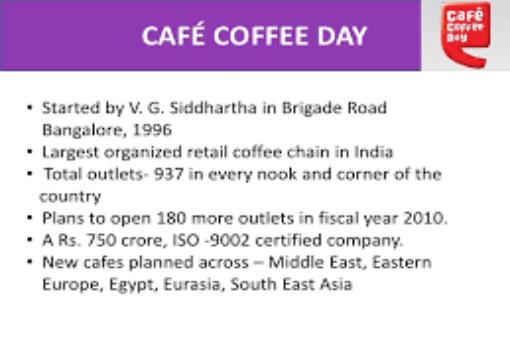 CAFÉ COFFEE DAY
Café
Coffee
Day
• Started by V. G. Siddhartha in Brigade Road
Bangalore, 1996
• Largest organized retail coffee chain in India
• Total outlets- 937 in every nook and corner of the
country
• Plans to open 180 more outlets in fiscal year 2010.
• A Rs. 750 crore, ISO -9002 certified company.
• New cafes planned across – Middle East, Eastern
Europe, Egypt, Eurasia, South East Asia